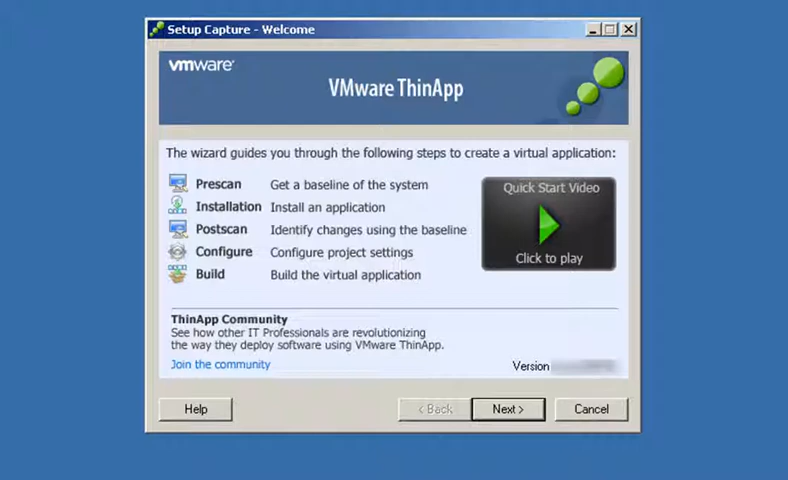 Setup Capture - Welcome
vmware
VMware ThinApp
The wizard guides you through the following steps to create a virtual application:
Prescan Get a baseline of the system
Installation Install an application
Postscan Identify changes using the baseline
Configure Configure project settings
Build Build the virtual application
Quick Start Video
Click to play
ThinApp Community
See how other IT Professionals are revolutionizing
the way they deploy software using VMware ThinApp.
Join the community
Version
Help
< Back
Next >
Cancel